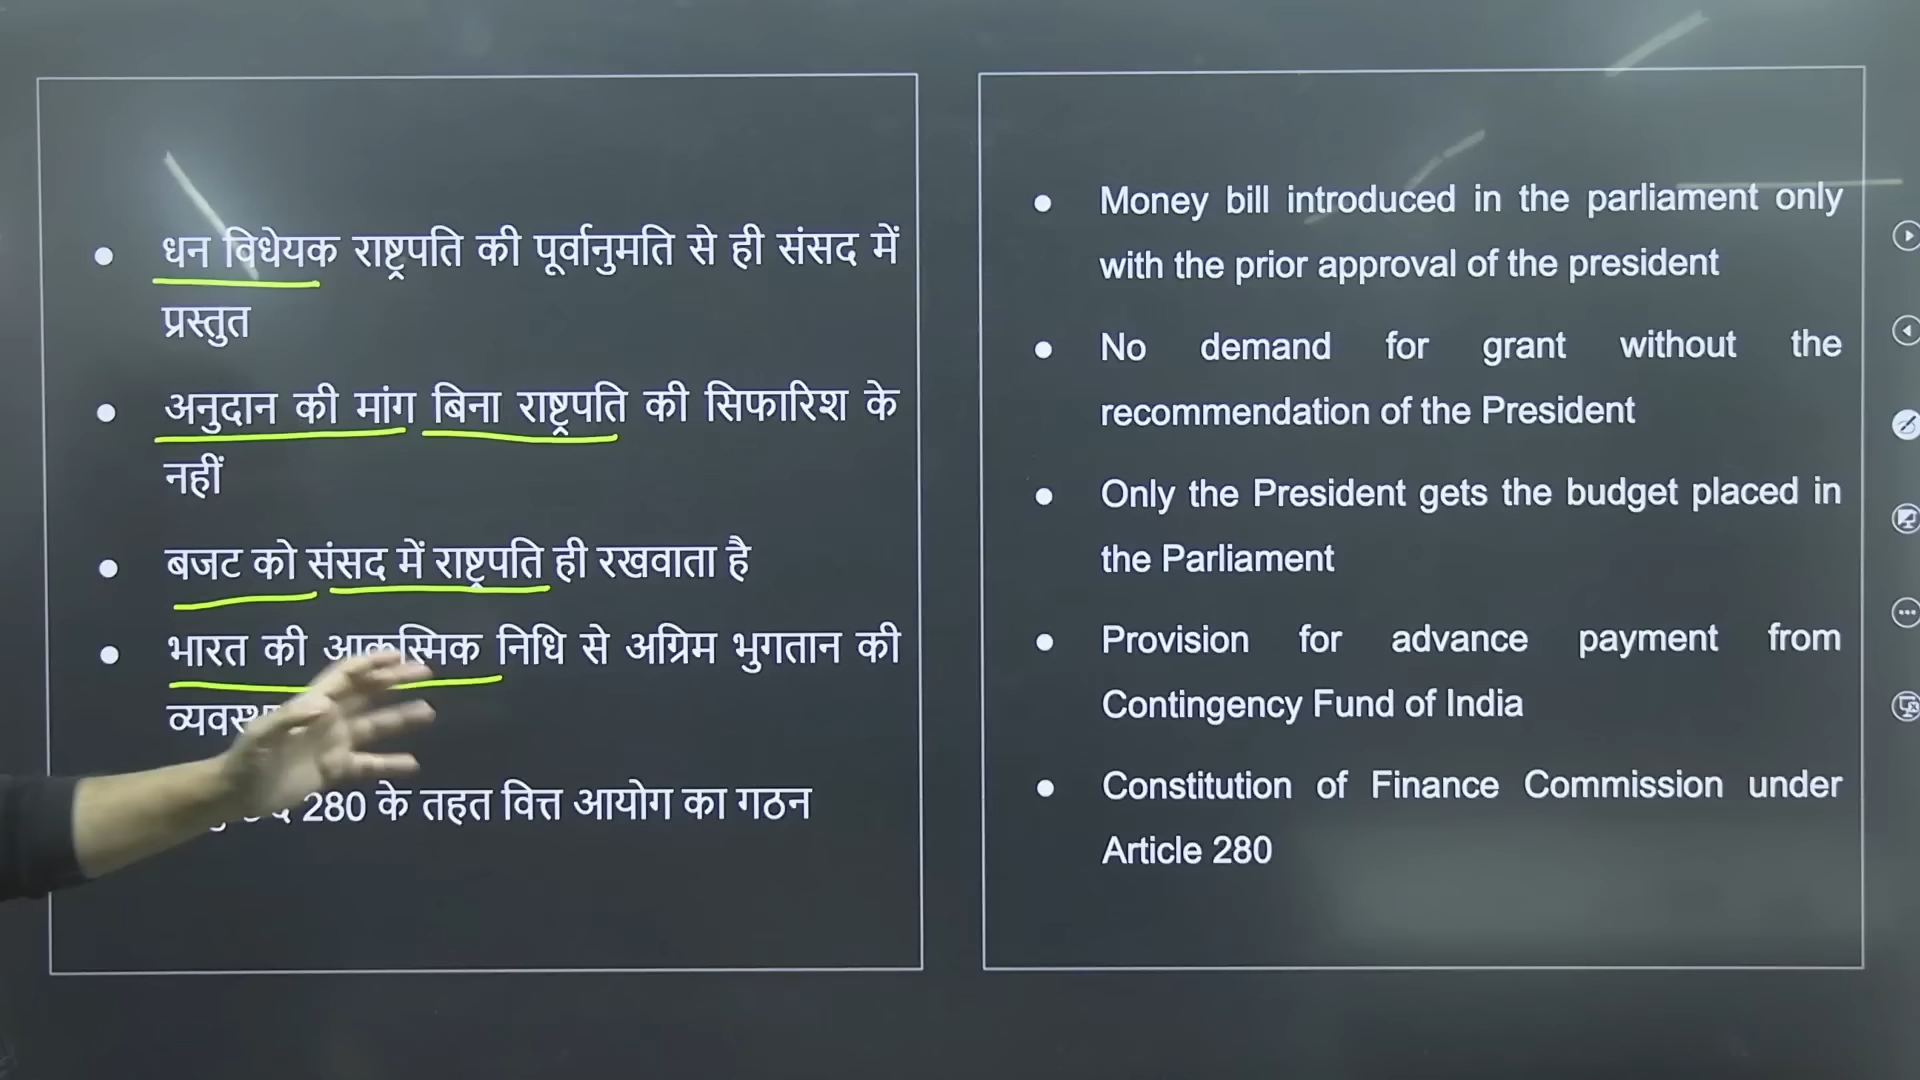 धन विधेयक राष्ट्रपति की पूर्वानुमति से ही संसद में
प्रस्तुत
अनुदान की मांग बिना राष्ट्रपति की सिफारिश के
नहीं
बजट को संसद में राष्ट्रपति ही रखवाता है
भारत की आकस्मिक निधि से अग्रिम भुगतान की
280 के तहत वित्त आयोग का गठन
Money bill introduced in the parliament only
with the prior approval of the president
No demand for grant without the
recommendation of the President
Only the President gets the budget placed in
the Parliament
Provision for advance payment from
Contingency Fund of India
Constitution of Finance Commission under
Article 280